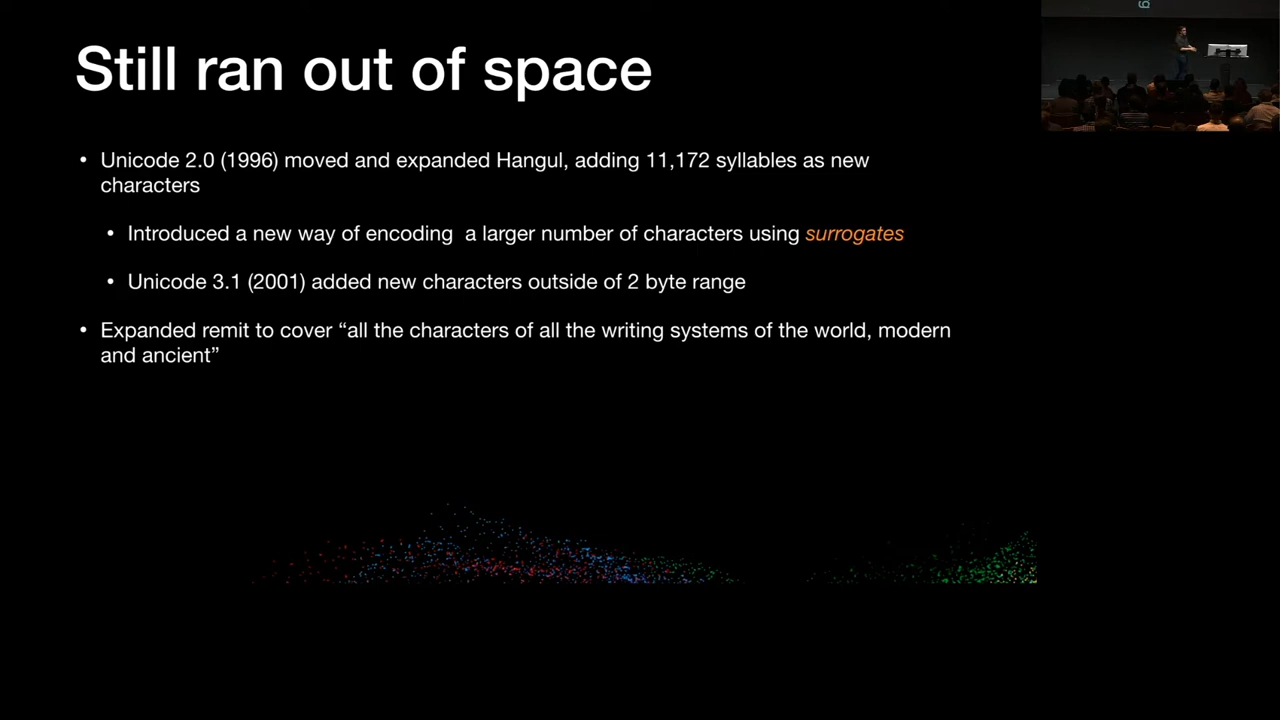 Still ran out of space
• Unicode 2.0 (1996) moved and expanded Hangul, adding 11,172 syllables as new
characters
• Introduced a new way of encoding  a larger number of characters using surrogates
• Unicode 3.1 (2001) added new characters outside of 2 byte range
• Expanded remit to cover “all the characters of all the writing systems of the world, modern
and ancient”